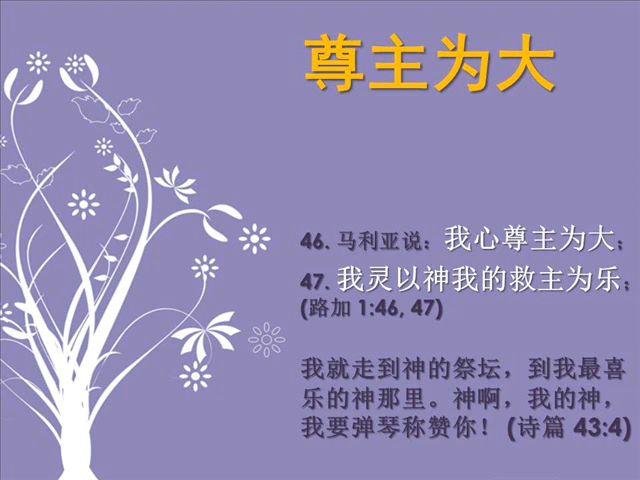 尊主为大
46. 马利亚说：我心尊主为大；
47. 我灵以神我的救主为乐；
(路加 1:46, 47)
我就走到神的祭坛，到我最喜
乐的神那里。神啊，我的神，
我要弹琴称赞你！ (诗篇 43:4)